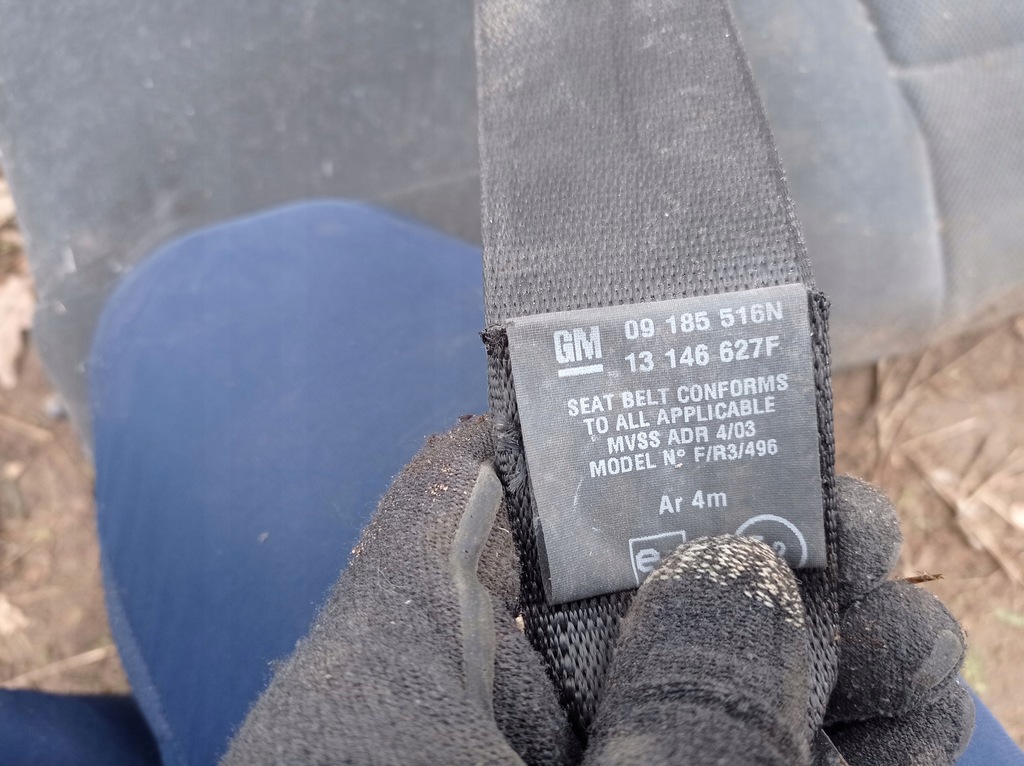 GM 09 185 516N
13 146 627F
SEAT BELT CONFORMS
TO ALL APPLICABLE
MVSS ADR 4/03
MODEL Nº F/R3/496
Ar 4m
e